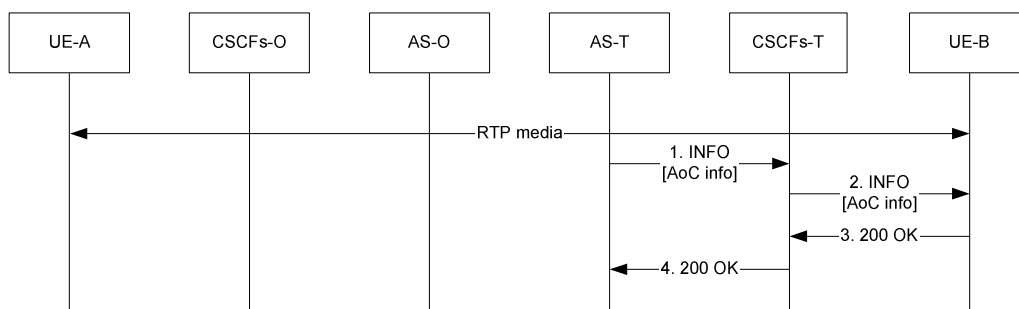 UE-A
CSCFs-O
AS-O
AS-T
CSCFs-T
UE-B
RTP media
1. INFO
[AoC info]
2. INFO
[AoC info]
3. 200 OK
4. 200 OK